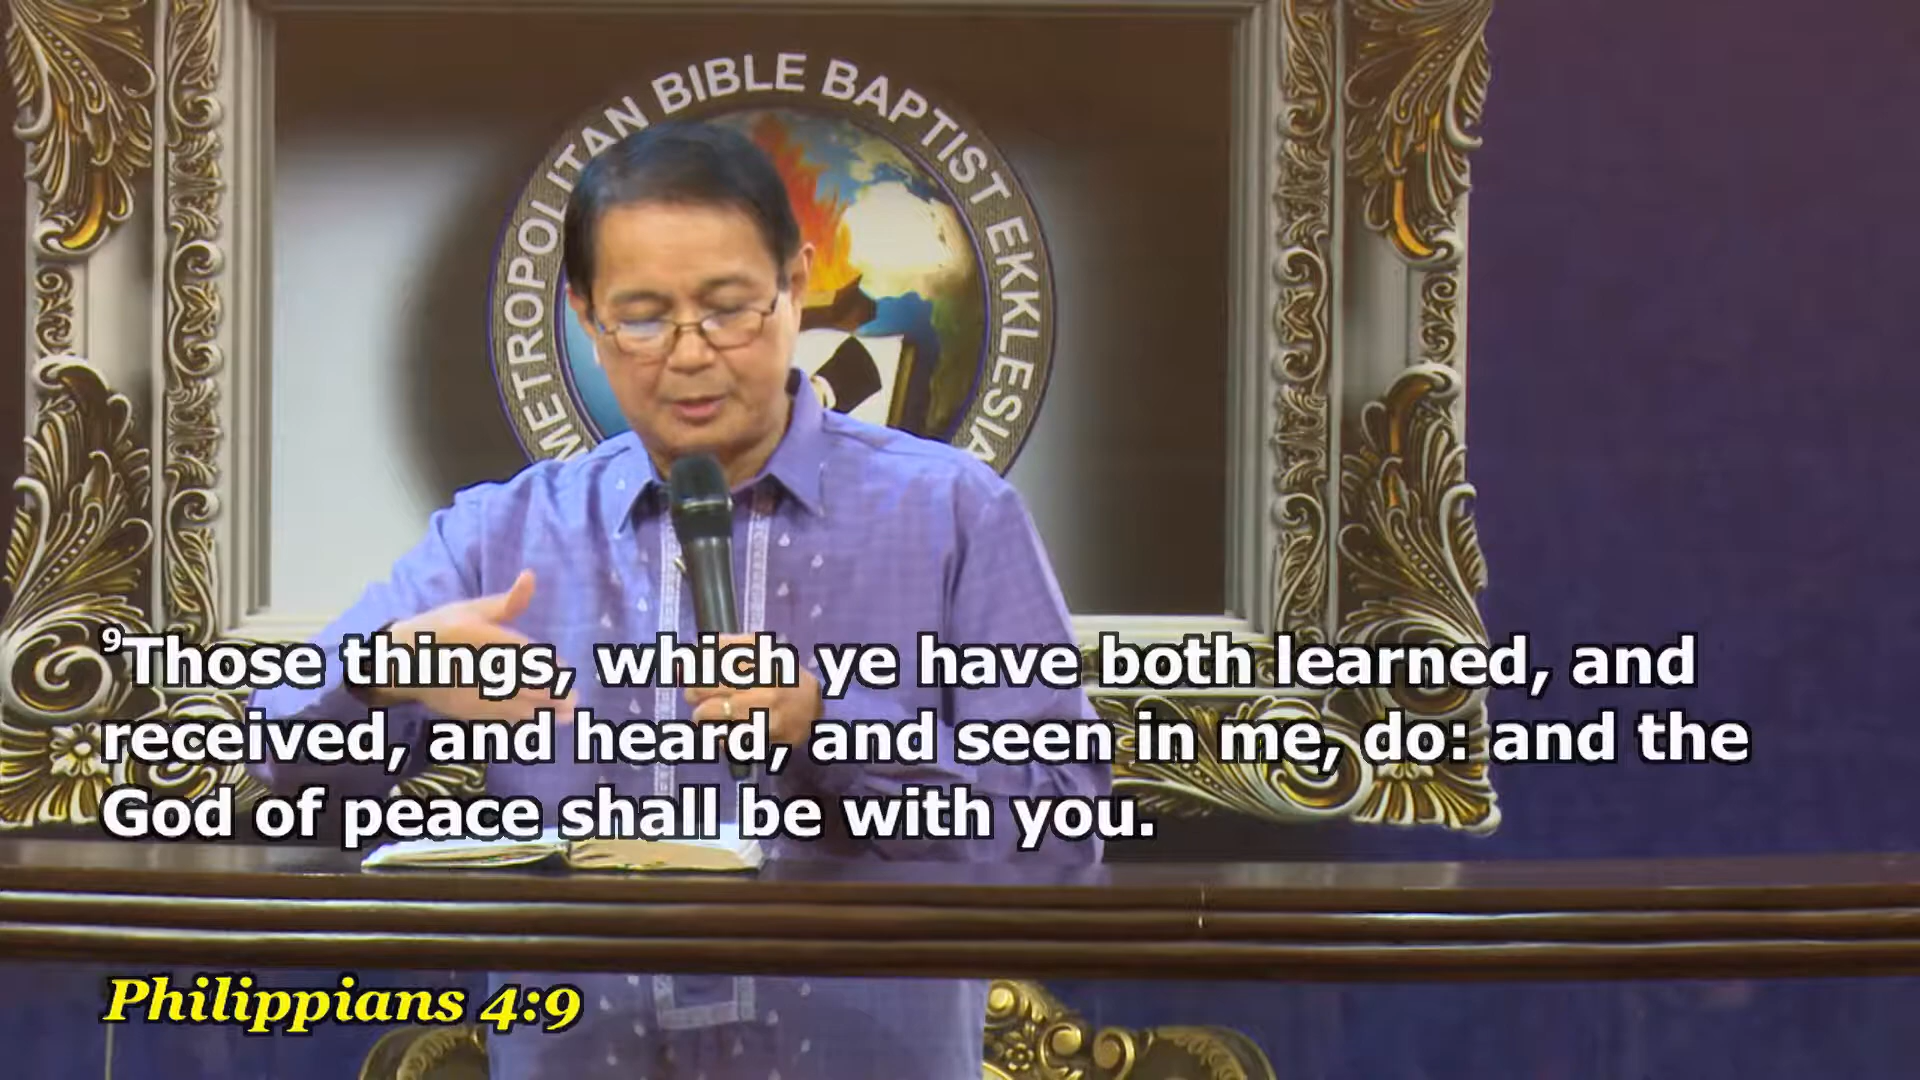 METROPOLITAN BIBLE BAPTIST EKKLESIA
⁹Those things, which ye have both learned, and
received, and heard, and seen in me, do: and the
God of peace shall be with you.
Philippians 4:9